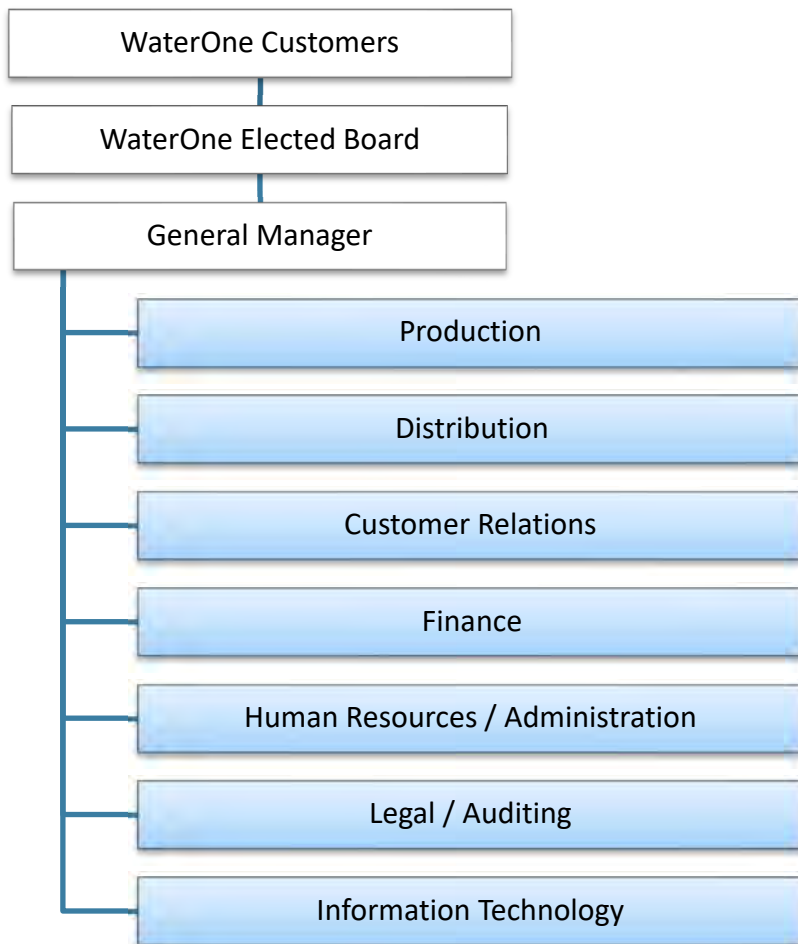 WaterOne Customers
WaterOne Elected Board
General Manager
Production
Distribution
Customer Relations
Finance
Human Resources / Administration
Legal / Auditing
Information Technology